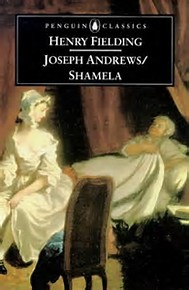 PENGUIN CLASSICS
HENRY FIELDING
JOSEPH ANDREWS/
SHAMELA